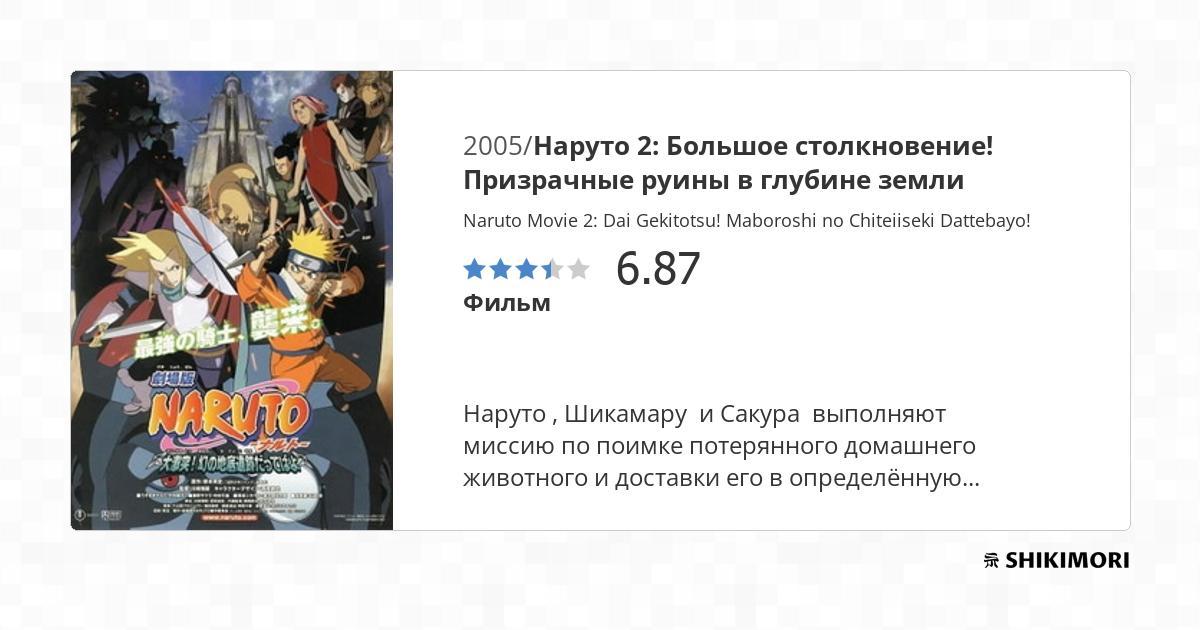 2005/Наруто 2: Большое столкновение!
Призрачные руины в глубине земли
Naruto Movie 2: Dai Gekitotsu! Maboroshi no Chiteiiseki Dattebayo!
6.87
Фильм
Наруто , Шикамару  и Сакура  выполняют
миссию по поимке потерянного домашнего
животного и доставки его в определённую...
最強の騎士、襲来。
劇場版
NARUTO
-ナルト-
大激突!幻の地底遺跡だってばよ
www.naruto.com
SHIKIMORI